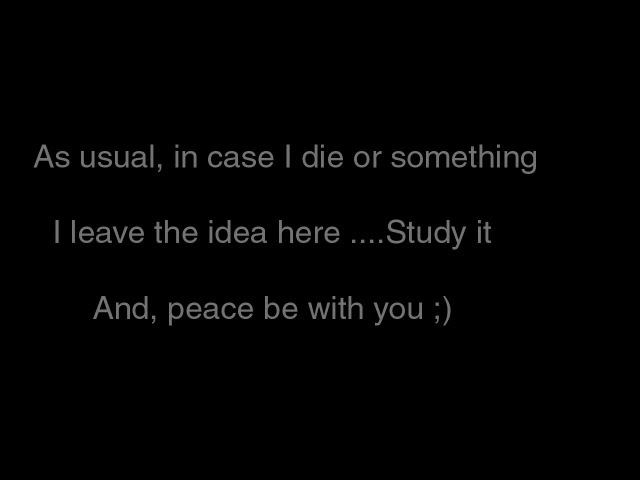 As usual, in case I die or something
I leave the idea here ....Study it
And, peace be with you ;)